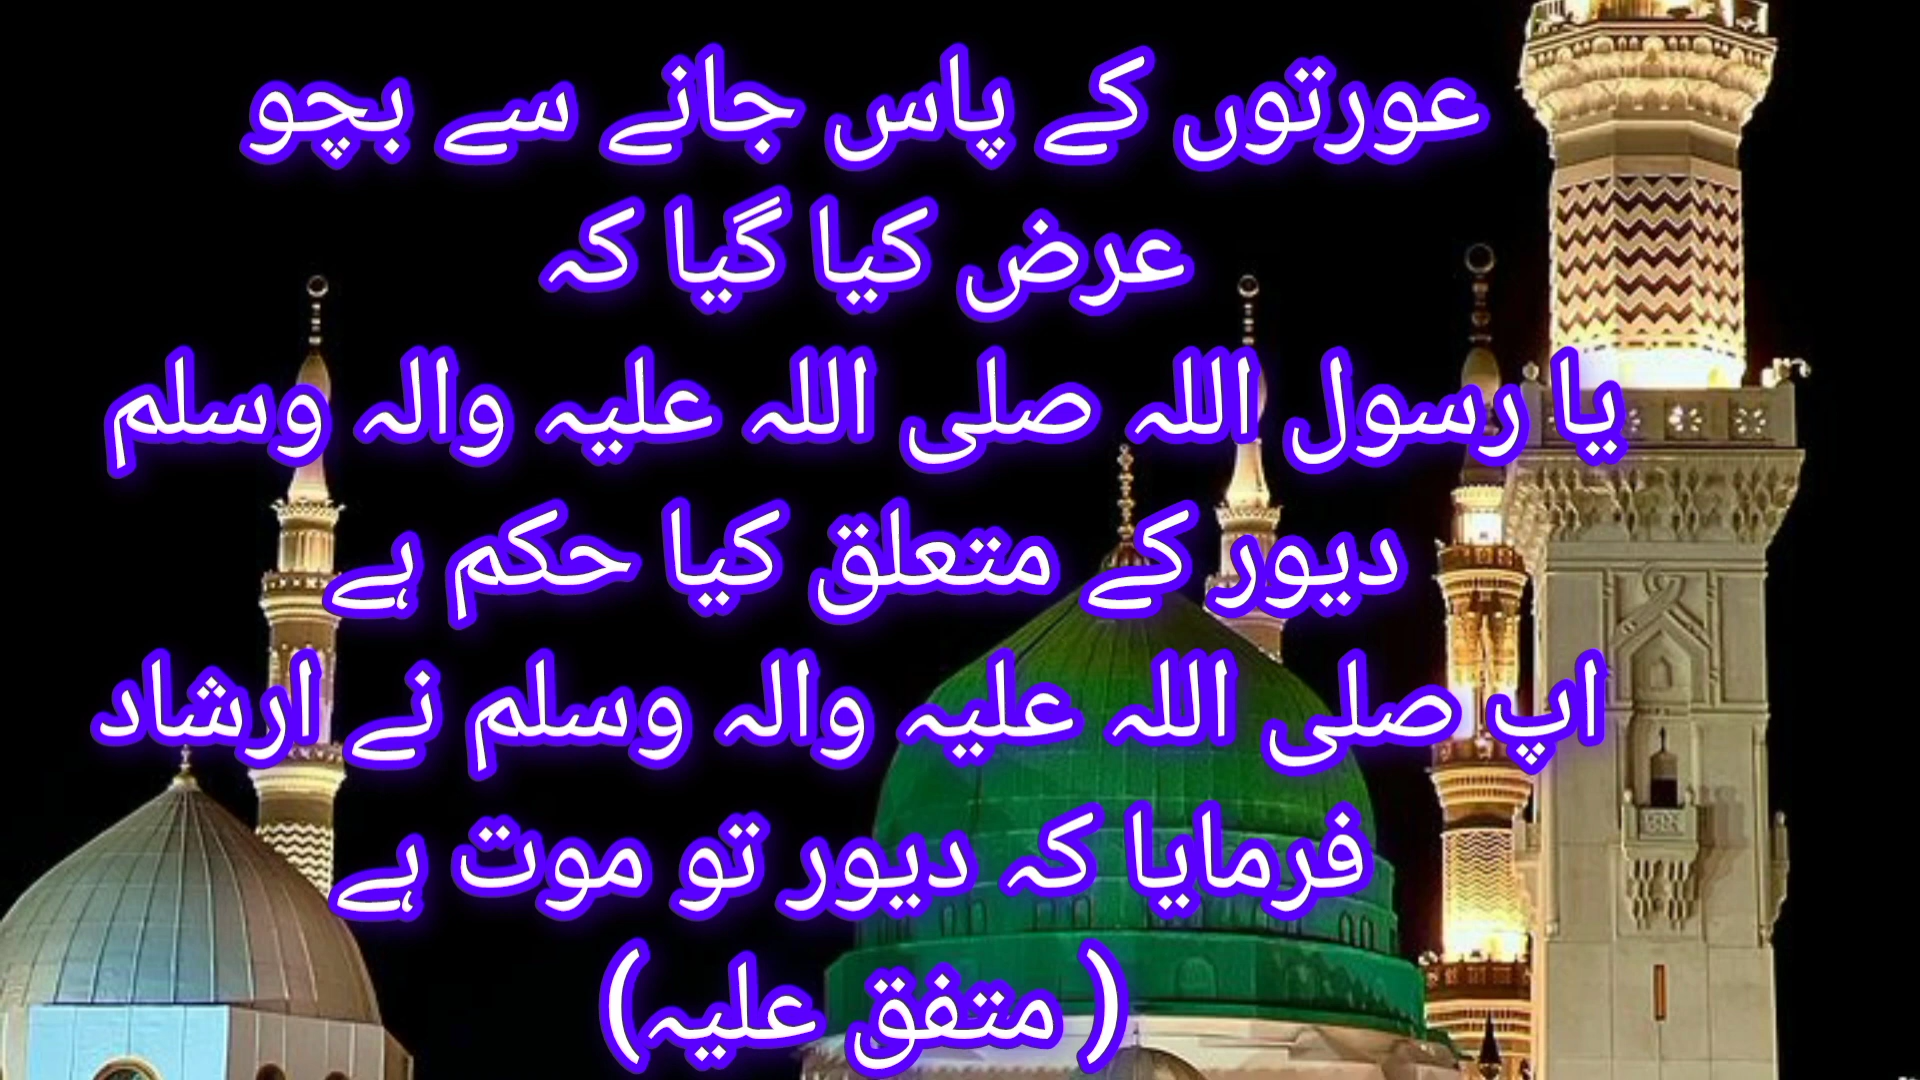 عورتوں کے پاس جانے سے بچو
عرض کیا گیا کہ
یا رسول اللہ صلی اللہ علیہ والہ وسلم
دیور کے متعلق کیا حکم ہے
اپ صلی اللہ علیہ والہ وسلم نے ارشاد
فرمایا کہ دیور تو موت ہے
( متفق علیہ)